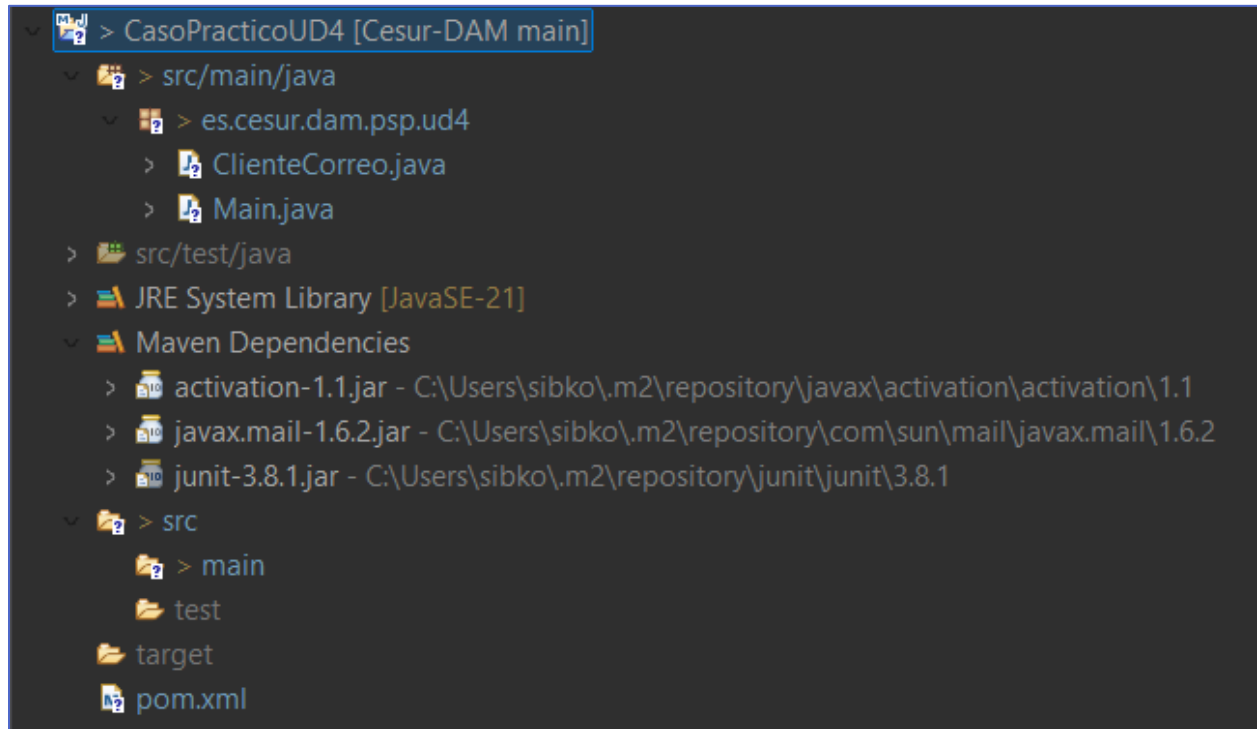 > CasoPracticoUD4 [Cesur-DAM main]
> src/main/java
> es.cesur.dam.psp.ud4
ClienteCorreo.java
Main.java
src/test/java
JRE System Library [JavaSE-21]
Maven Dependencies
activation-1.1.jar - C:\Users\sibko\.m2\repository\javax\activation\activation\1.1
javax.mail-1.6.2.jar - C:\Users\sibko\.m2\repository\com\sun\mail\javax.mail\1.6.2
junit-3.8.1.jar - C:\Users\sibko\.m2\repository\junit\junit\3.8.1
> src
> main
test
target
pom.xml